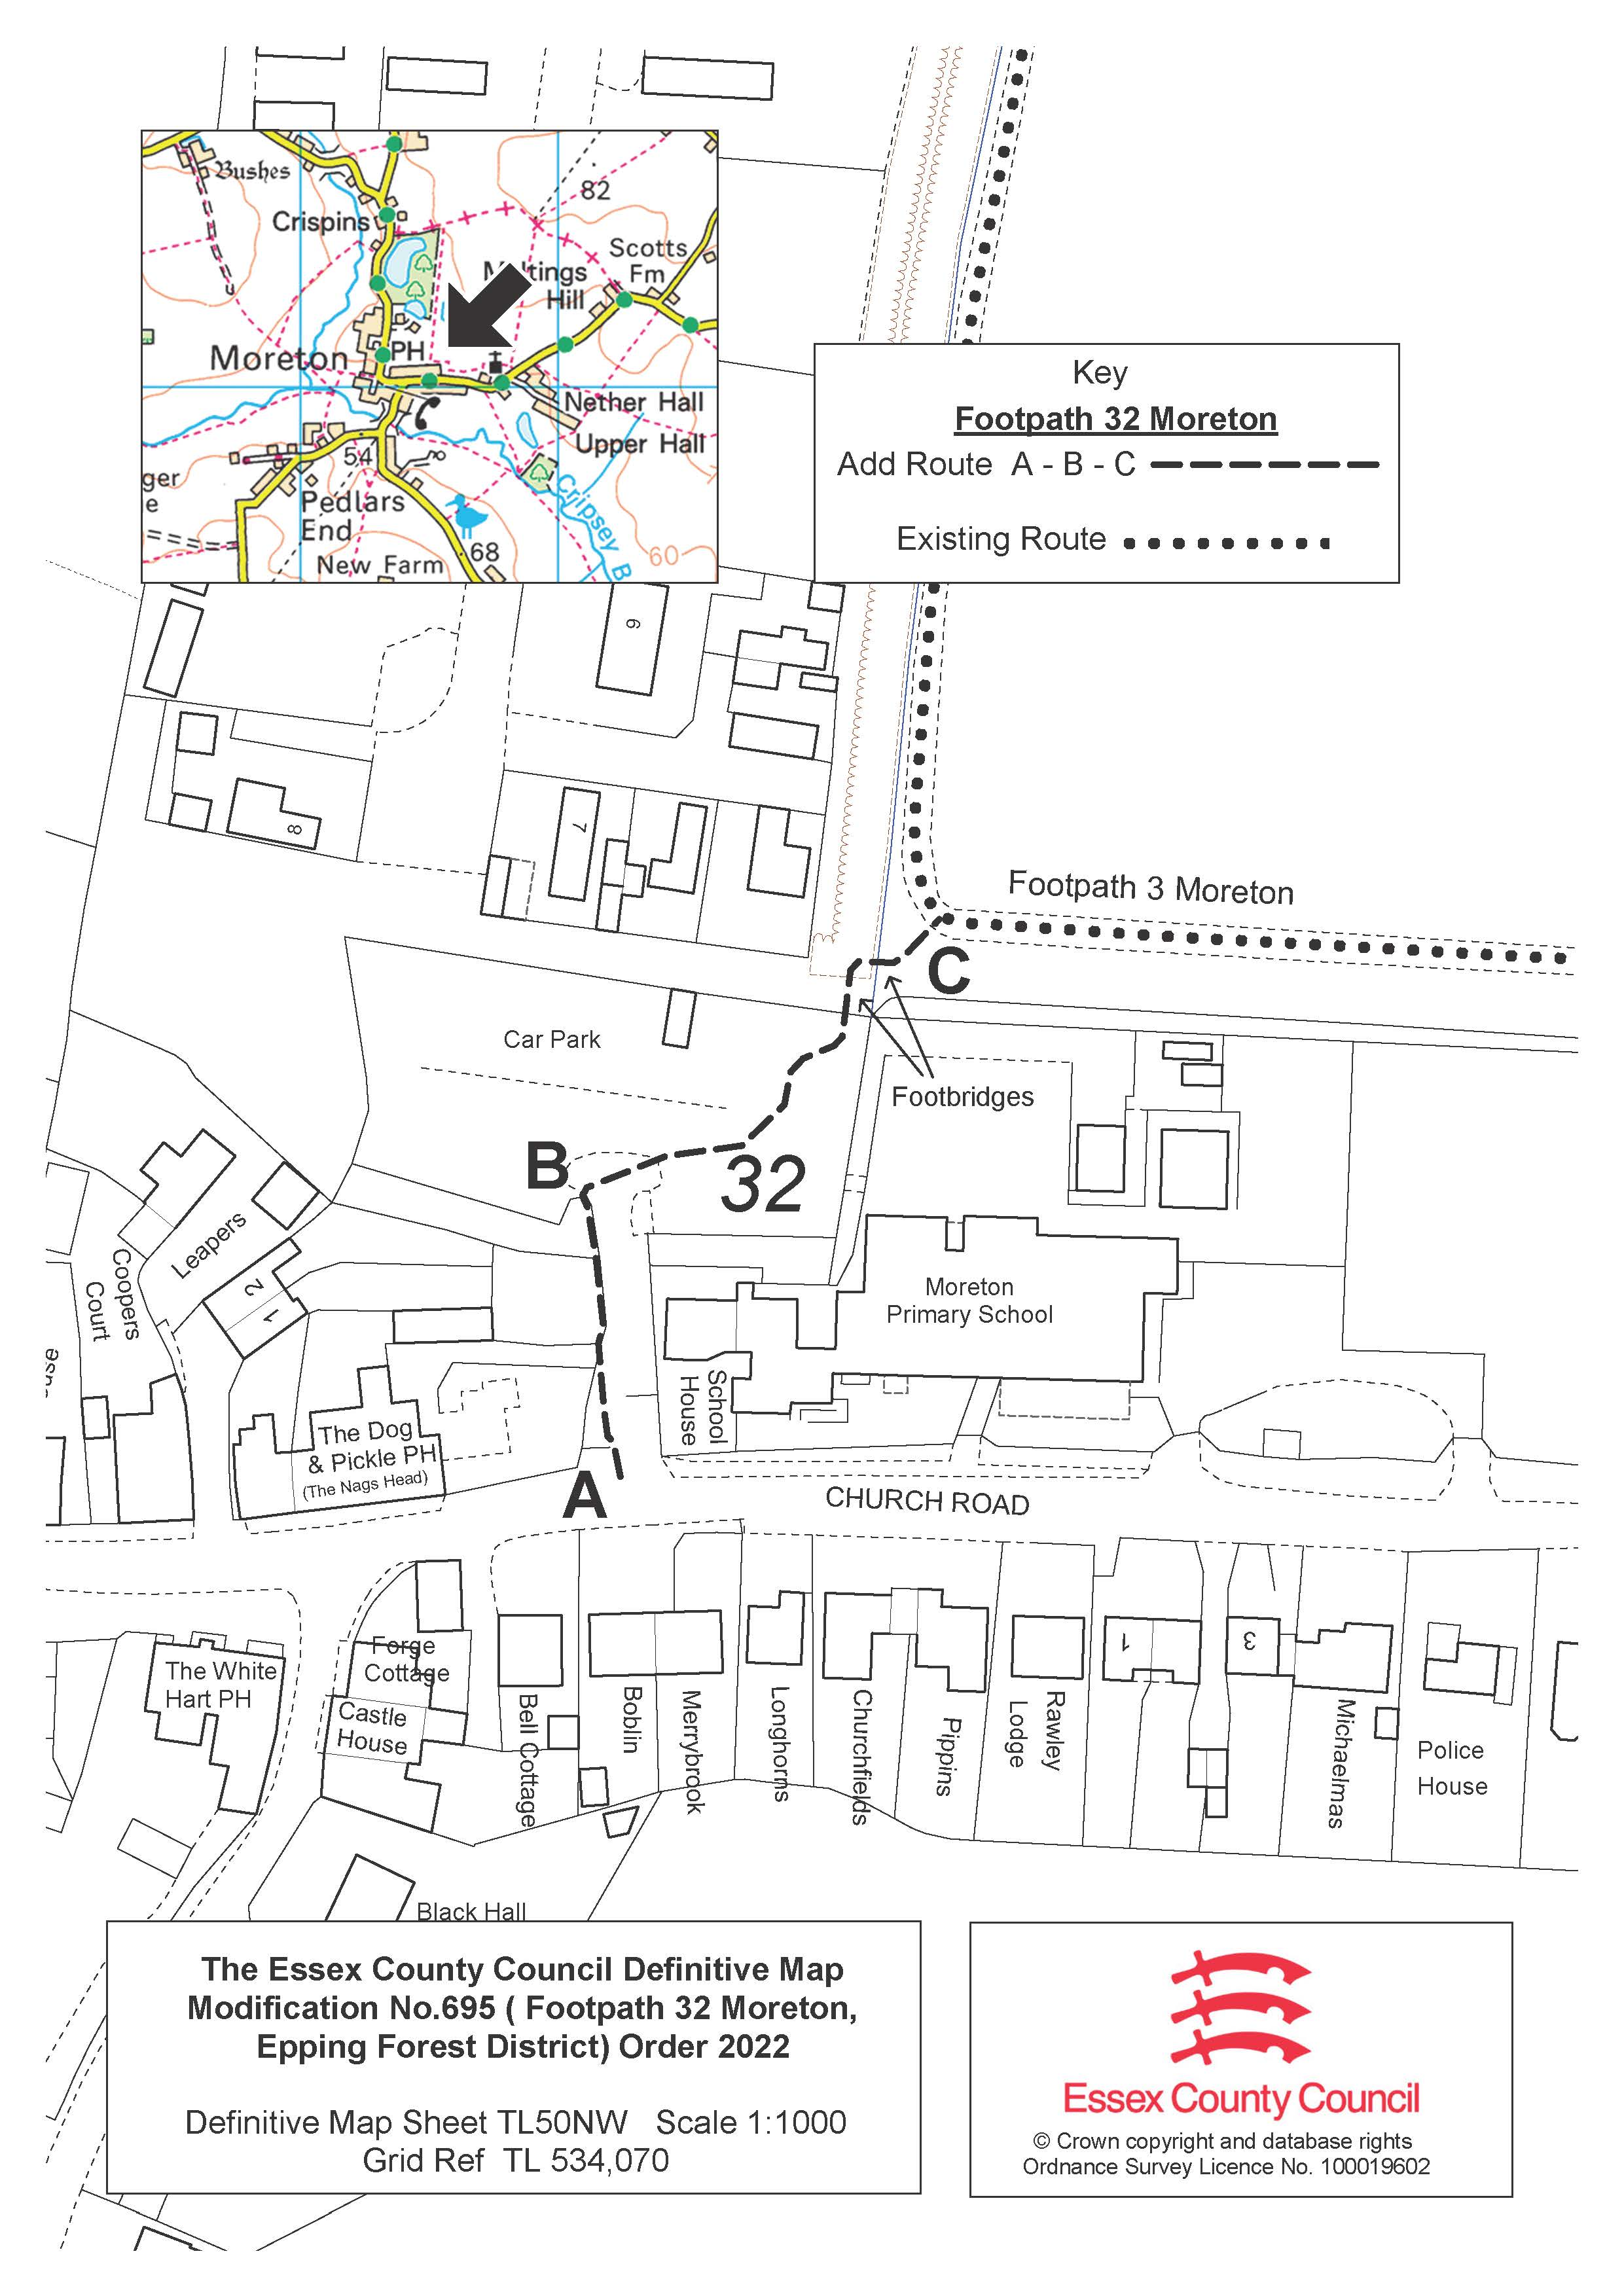 Bushes
Crispins
82
Scotts
Fm
Hill
Moreton
PH
Nether Hall
Upper Hall
54
ger
e
Pedlars
End
New Farm
68
Cripsey B
60
Key
Footpath 32 Moreton
Add Route A - B - C
Existing Route
6
8
7
Footpath 3 Moreton
C
Car Park
Footbridges
B
32
Leapers
Coopers
Court
2
1
Moreton
Primary School
School
House
The Dog
& Pickle PH
(The Nags Head)
A
CHURCH ROAD
The White
Hart PH
Forge
Cottage
Castle
House
Bell Cottage
Boblin
Merrybrook
Longhorns
Churchfields
Pippins
Rawley
Lodge
1
3
Michaelmas
Police
House
Black Hall
The Essex County Council Definitive Map
Modification No.695 ( Footpath 32 Moreton,
Epping Forest District) Order 2022
Definitive Map Sheet TL50NW Scale 1:1000
Grid Ref TL 534,070
Essex County Council
© Crown copyright and database rights
Ordnance Survey Licence No. 100019602